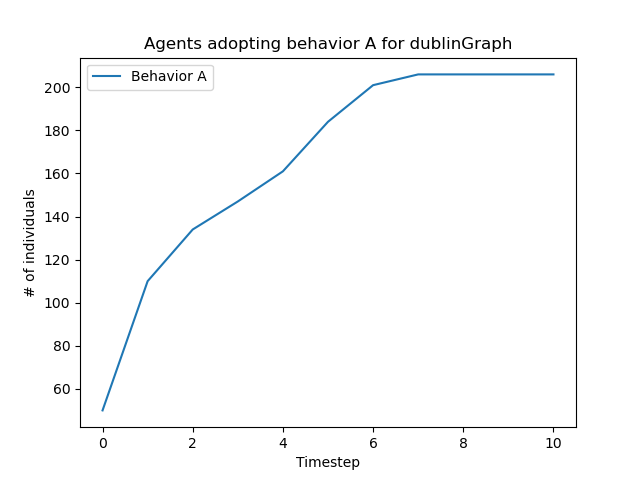 Agents adopting behavior A for dublinGraph
Behavior A
200
180
160
140
120
100
80
60
# of individuals
0 2 4 6 8 10
Timestep